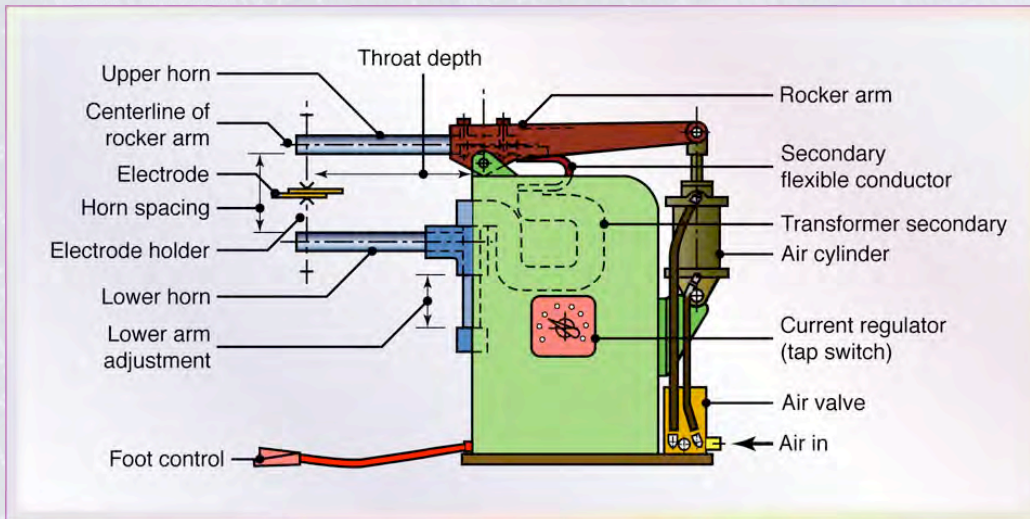 Throat depth
Upper horn
Centerline of
rocker arm
Electrode
Horn spacing
Electrode holder
Lower horn
Lower arm
adjustment
Foot control
Rocker arm
Secondary
flexible conductor
Transformer secondary
Air cylinder
Current regulator
(tap switch)
Air valve
Air in